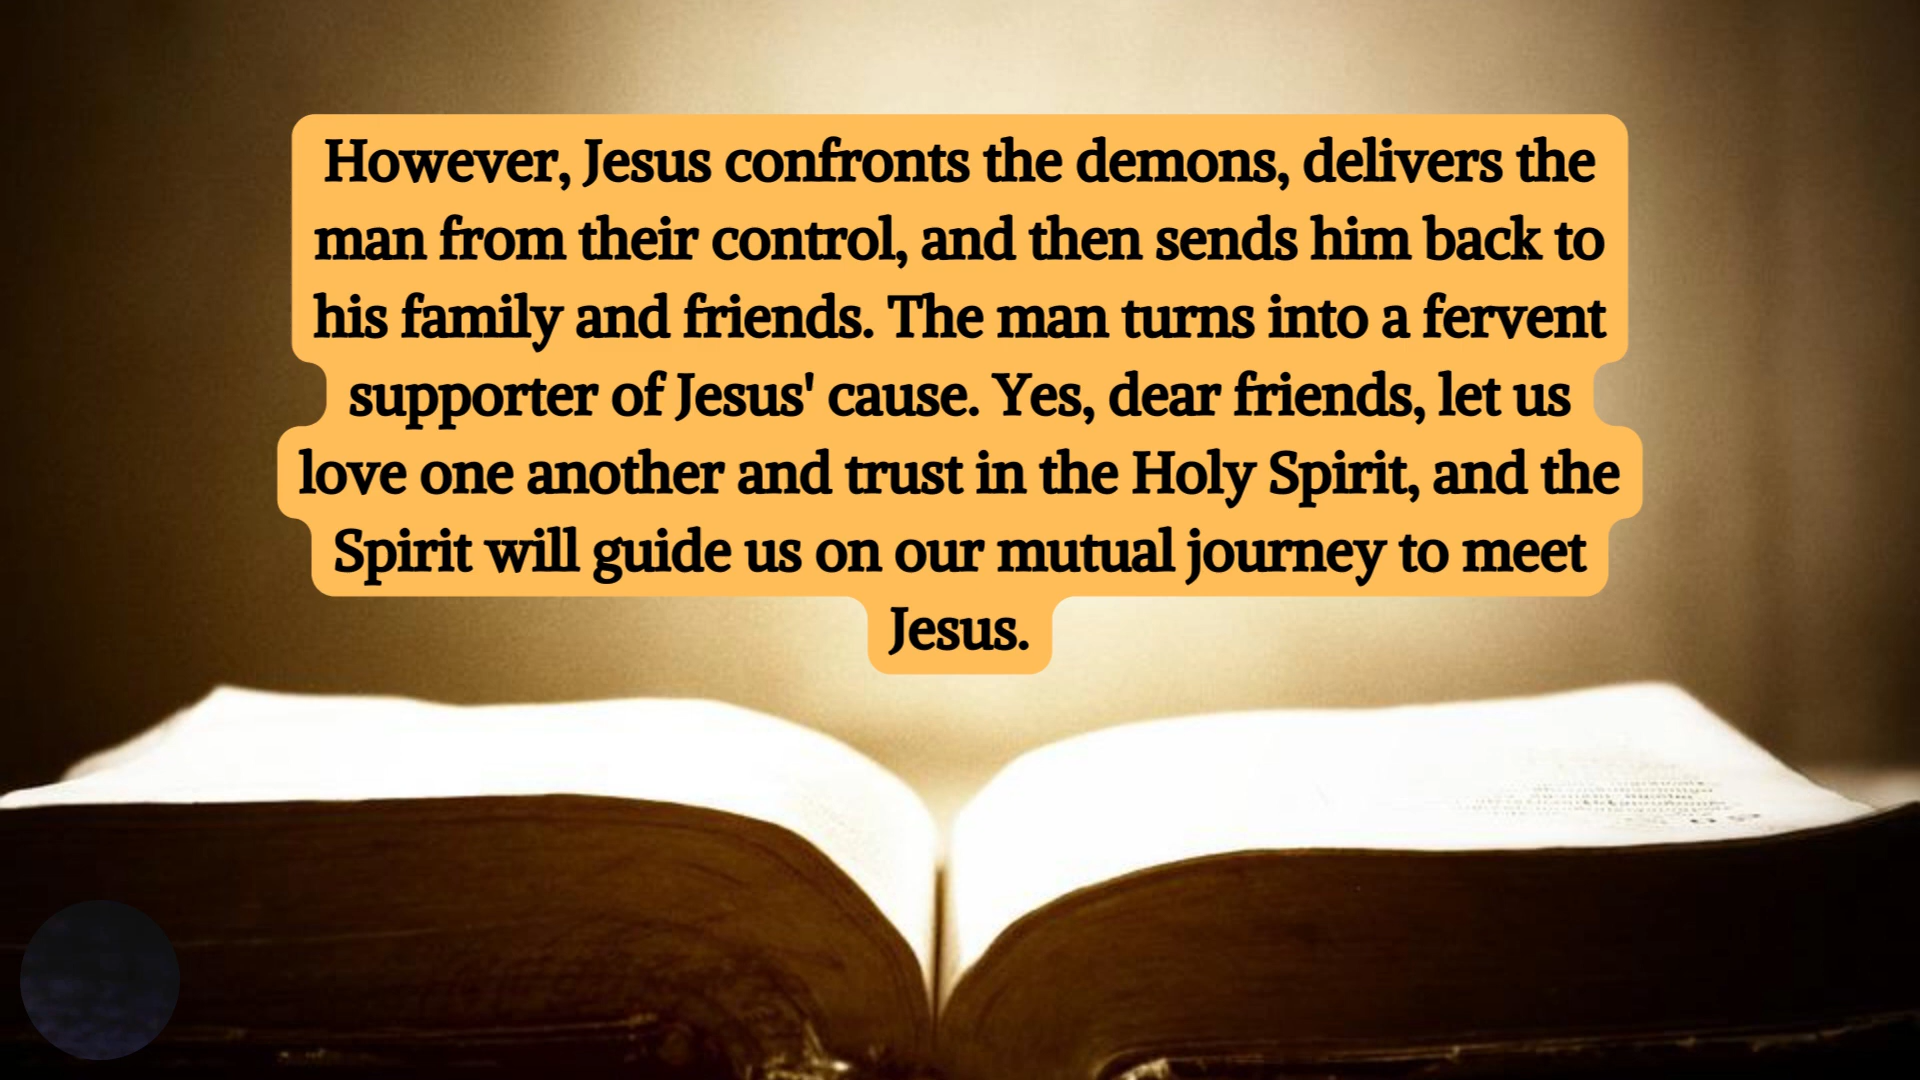 However, Jesus confronts the demons, delivers the
man from their control, and then sends him back to
his family and friends. The man turns into a fervent
supporter of Jesus' cause. Yes, dear friends, let us
love one another and trust in the Holy Spirit, and the
Spirit will guide us on our mutual journey to meet
Jesus.